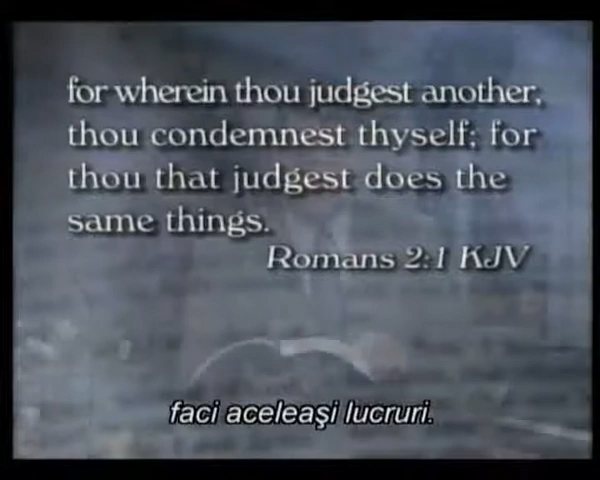 for wherein thou judgest another,
thou condemnest thyself; for
thou that judgest does the
same things.
Romans 2:1 KJV
faci aceleaşi lucruri.